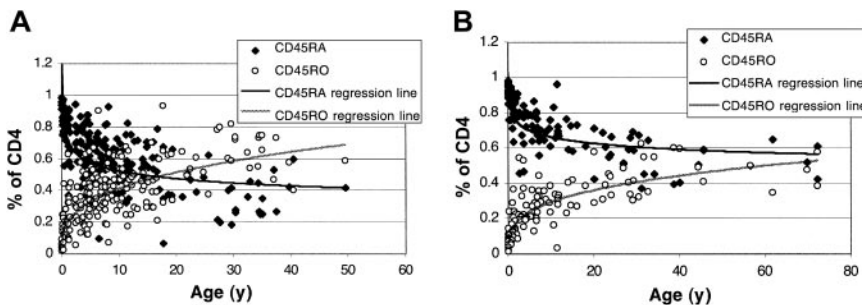 A
CD45RA
CD45RO
CD45RA regression line
CD45RO regression line
% of CD4
1.2
1
0.8
0.6
0.4
0.2
0
0 10 20 30 40 50 60
Age (y)
B
CD45RA
CD45RO
CD45RA regression line
CD45RO regression line
% of CD4
1.2
1
0.8
0.6
0.4
0.2
0
0 20 40 60 80
Age (y)